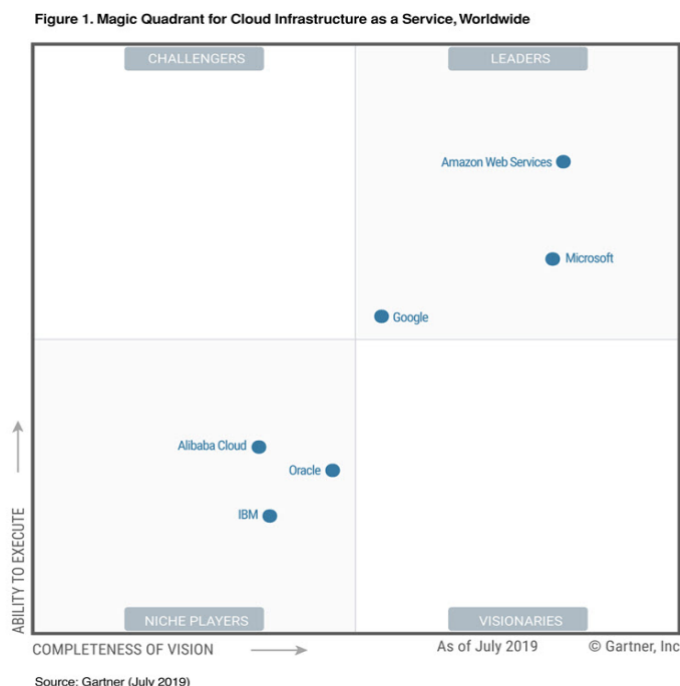 Figure 1. Magic Quadrant for Cloud Infrastructure as a Service, Worldwide
CHALLENGERS
LEADERS
Amazon Web Services
Microsoft
Google
Alibaba Cloud
Oracle
IBM
ABILITY TO EXECUTE
NICHE PLAYERS
VISIONARIES
COMPLETENESS OF VISION
As of July 2019
© Gartner, Inc
Source: Gartner (July 2019)